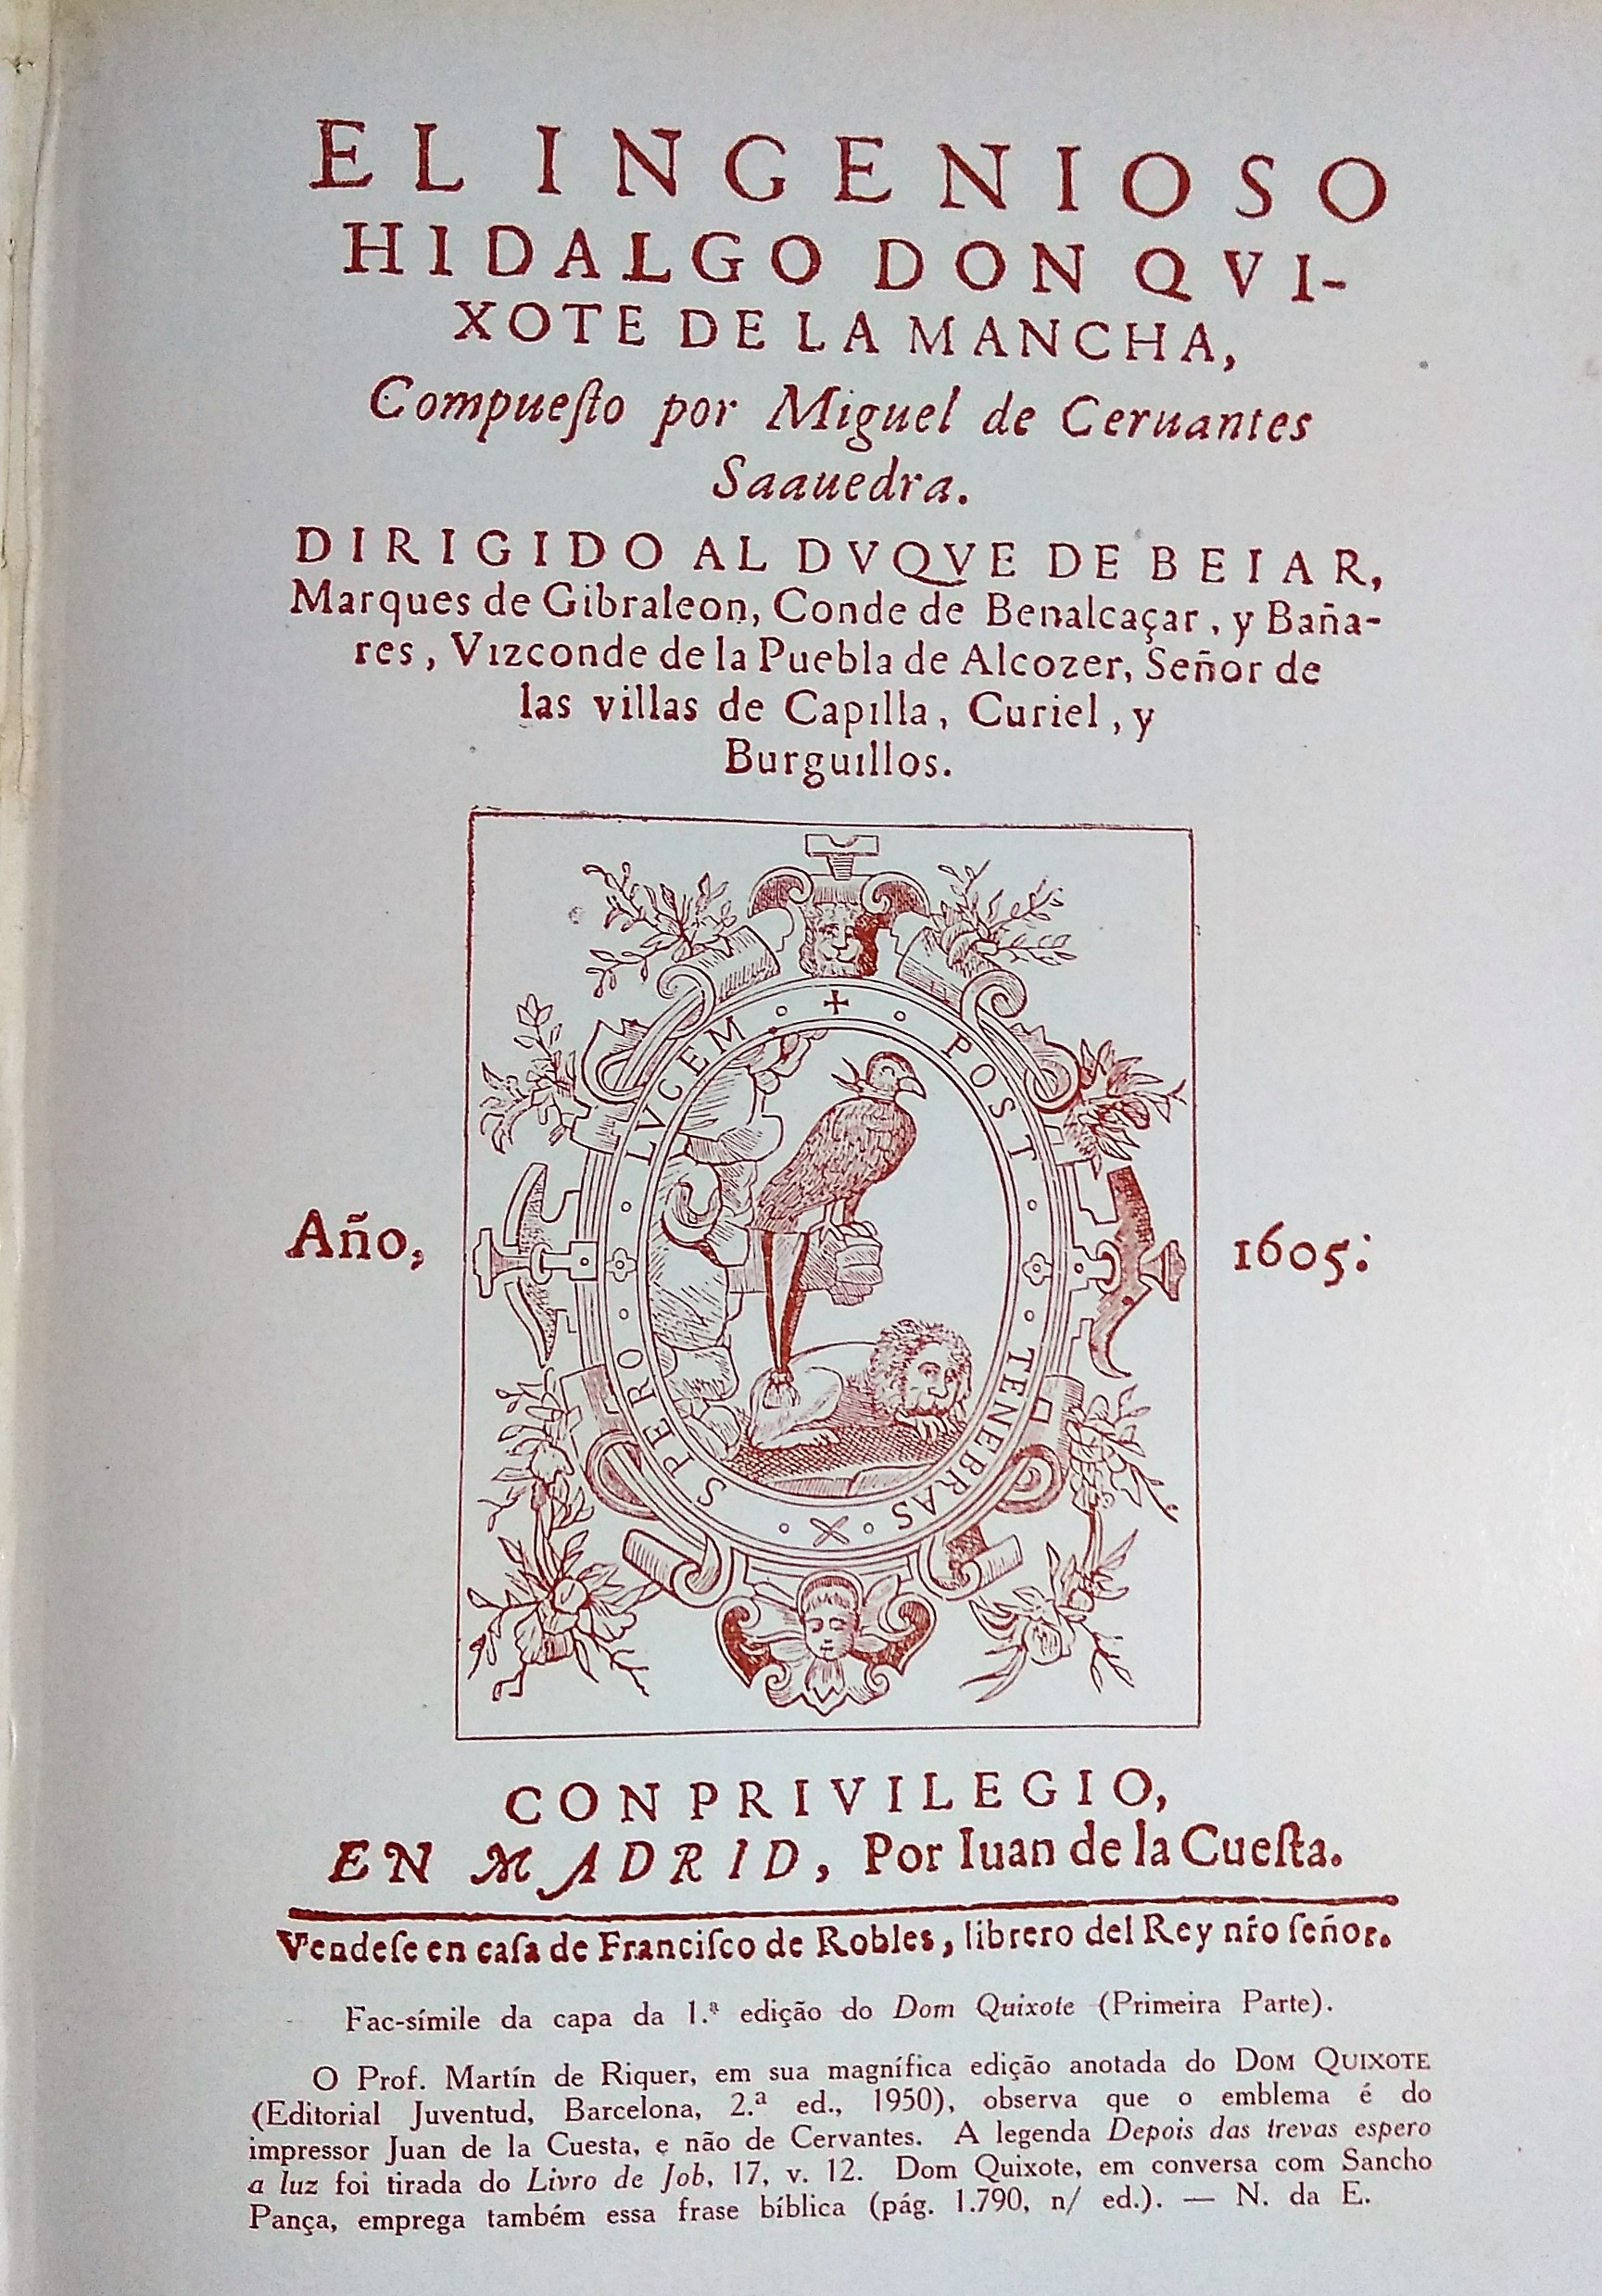 EL INGENIOSO
HIDALGO DON QVI-
XOTE DE LA MANCHA,
Compueſto por Miguel de Ceruantes
Saauedra.
DIRIGIDO AL DVQVE DE BEIAR,
Marques de Gibraleon, Conde de Benalcaçar, y Baña-
res, Vizconde de la Puebla de Alcozer, Señor de
las villas de Capilla, Curiel, y
Burguillos.
POST TENEBRAS SPERO LVCEM
Año, 1605:
CON PRIVILEGIO,
EN MADRID, Por Iuan de la Cueſta.
Vendeſe en caſa de Franciſco de Robles, librero del Rey nr̃o ſeñor.
Fac-símile da capa da 1.ª edição do Dom Quixote (Primeira Parte).
O Prof. Martín de Riquer, em sua magnífica edição anotada do DOM QUIXOTE
(Editorial Juventud, Barcelona, 2.ª ed., 1950), observa que o emblema é do
impressor Juan de la Cuesta, e não de Cervantes. A legenda Depois das trevas espero
a luz foi tirada do Livro de Job, 17, v. 12. Dom Quixote, em conversa com Sancho
Pança, emprega também essa frase bíblica (pág. 1.790, n/ ed.). — N. da E.